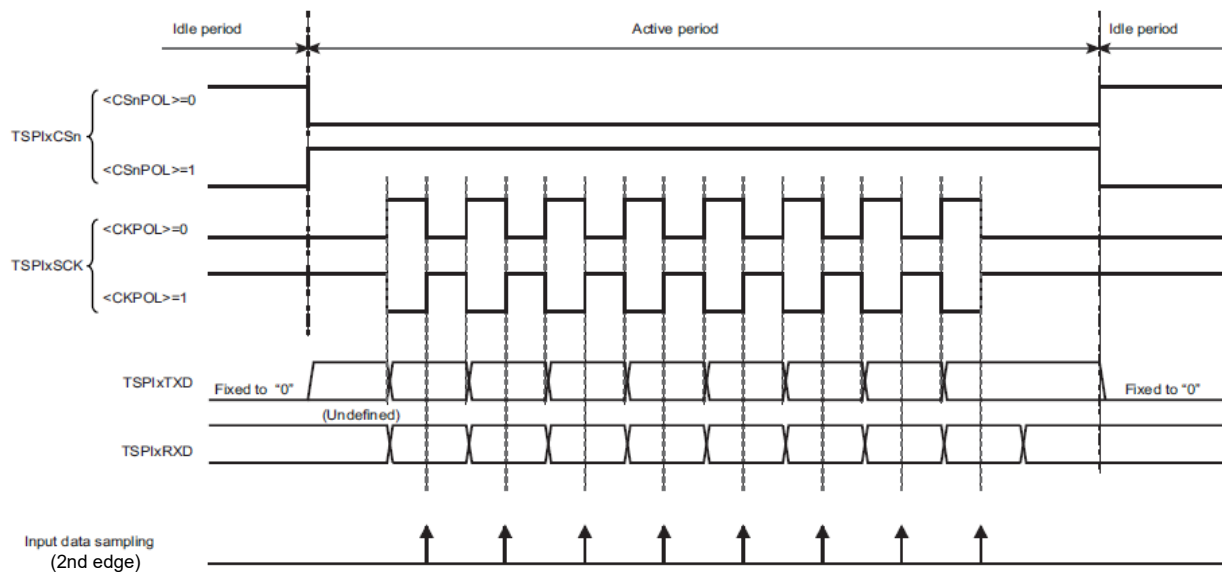 Idle period
Active period
Idle period
<CSnPOL>=0
TSPIxCSn
<CSnPOL>=1
<CKPOL>=0
TSPIxSCK
<CKPOL>=1
TSPIxTXD
Fixed to “0”
Fixed to “0”
(Undefined)
TSPIxRXD
Input data sampling
(2nd edge)